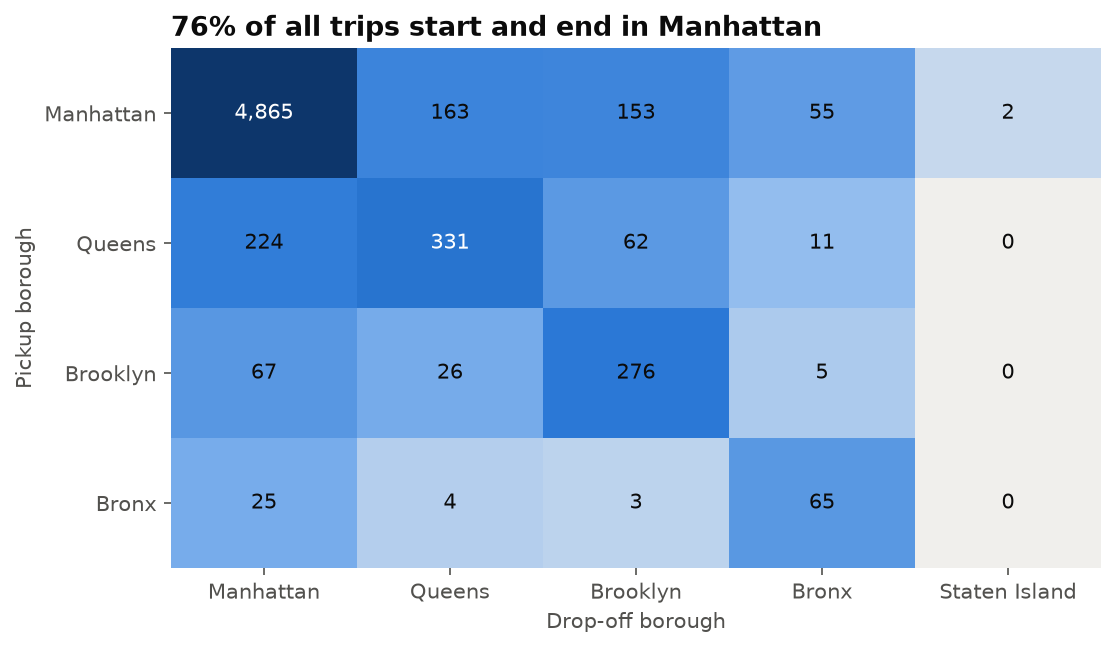 76% of all trips start and end in Manhattan
Pickup borough
Manhattan 4,865 163 153 55 2
Queens 224 331 62 11 0
Brooklyn 67 26 276 5 0
Bronx 25 4 3 65 0
Manhattan Queens Brooklyn Bronx Staten Island
Drop-off borough